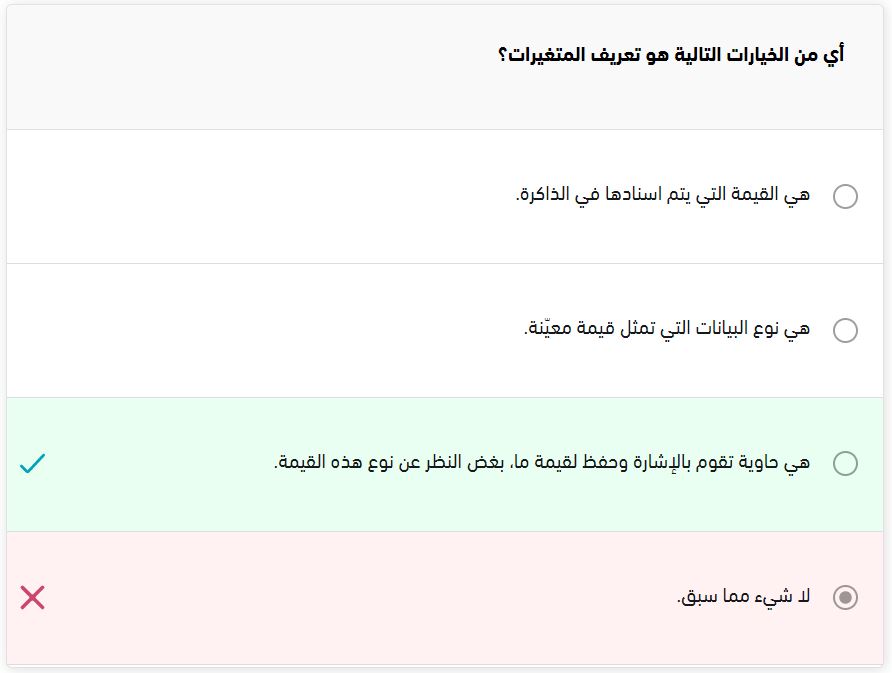 أي من الخيارات التالية هو تعريف المتغيرات؟
هي القيمة التي يتم اسنادها في الذاكرة.
هي نوع البيانات التي تمثل قيمة معيّنة.
هي حاوية تقوم بالإشارة وحفظ لقيمة ما، بغض النظر عن نوع هذه القيمة.
لا شيء مما سبق.